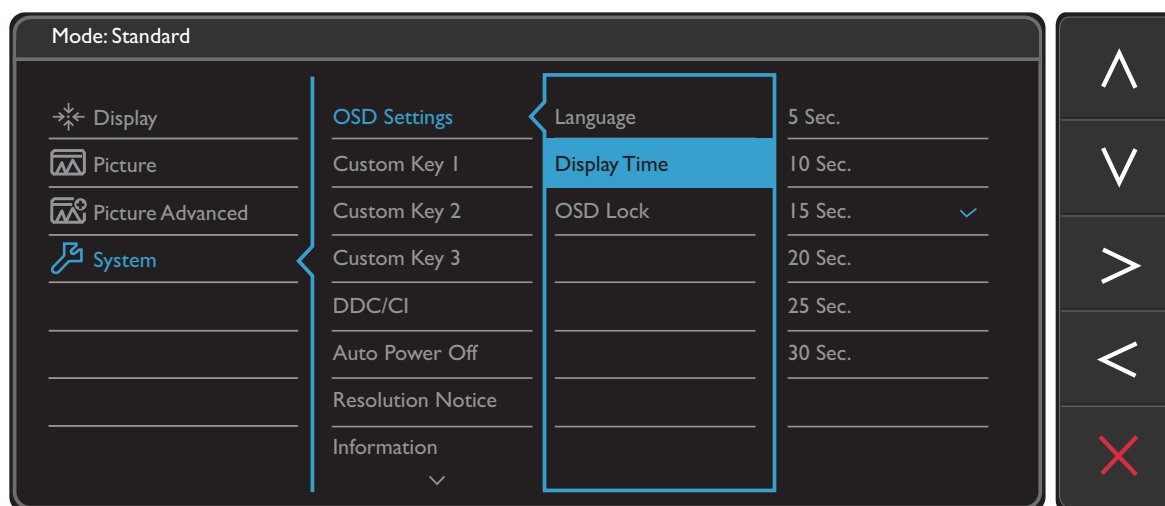 Mode: Standard
Display
Picture
Picture Advanced
System
OSD Settings
Custom Key 1
Custom Key 2
Custom Key 3
DDC/CI
Auto Power Off
Resolution Notice
Information
Language
Display Time
OSD Lock
5 Sec.
10 Sec.
15 Sec.
20 Sec.
25 Sec.
30 Sec.